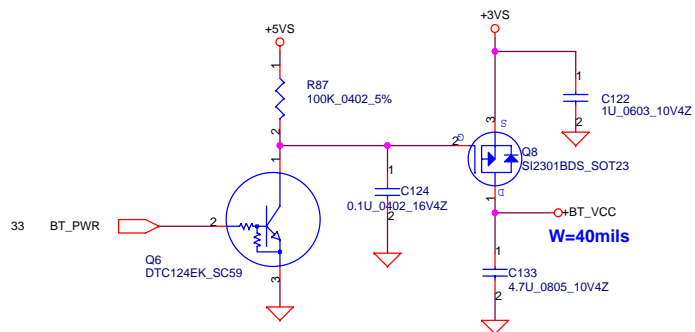 +5VS
+3VS
1
R87
100K_0402_5%
2
1
C122
1U_0603_10V4Z
2
3
S
2
G
Q8
SI2301BDS_SOT23
D
1
1
1
C124
0.1U_0402_16V4Z
2
+BT_VCC
W=40mils
33
BT_PWR
2
Q6
DTC124EK_SC59
3
1
C133
4.7U_0805_10V4Z
2